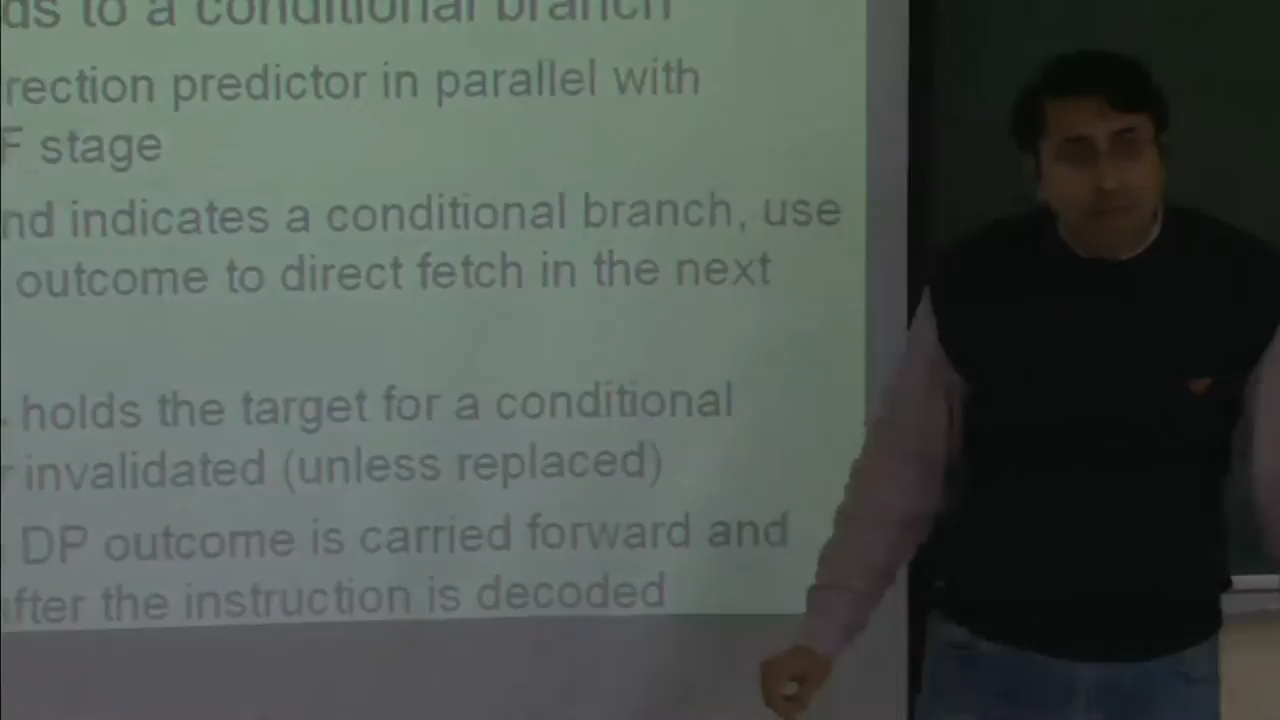 ds to a conditional branch
rection predictor in parallel with
F stage
nd indicates a conditional branch, use
outcome to direct fetch in the next
holds the target for a conditional
r invalidated (unless replaced)
DP outcome is carried forward and
fter the instruction is decoded